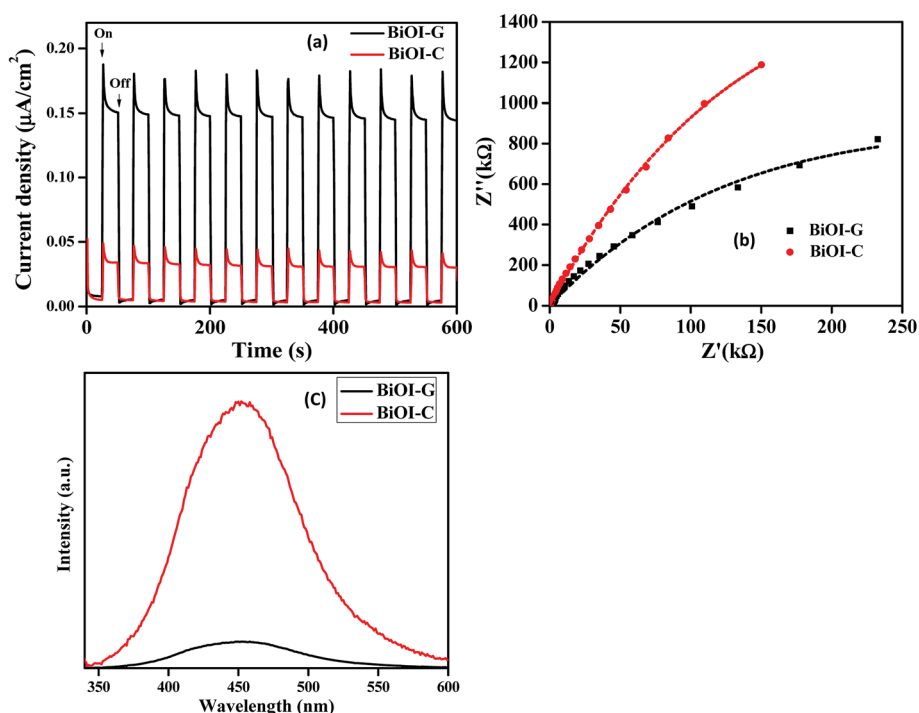 (a)
BiOI-G
BiOI-C
On
Off
0.20
0.15
0.10
0.05
0.00
Current density (µA/cm²)
0 200 400 600
Time (s)
1400
1200
1000
800
600
400
200
0
Z''(kΩ)
BiOI-G
BiOI-C
(b)
0 50 100 150 200 250
Z'(kΩ)
(C)
BiOI-G
BiOI-C
Intensity (a.u.)
350 400 450 500 550 600
Wavelength (nm)